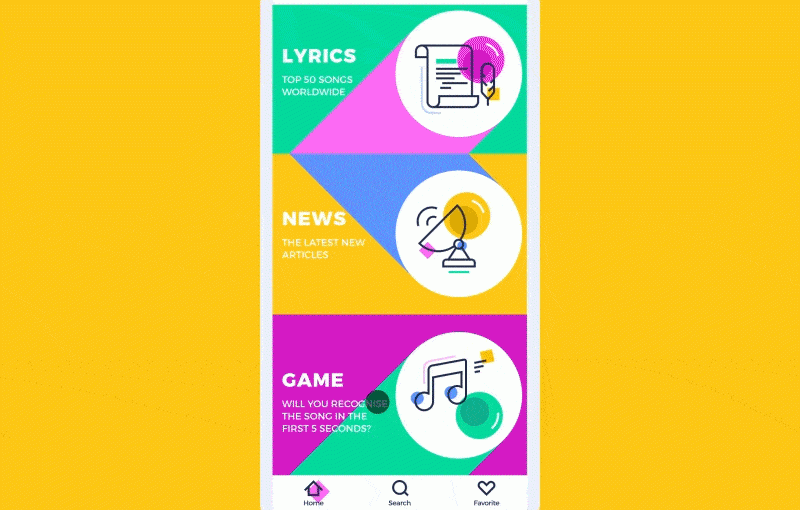 LYRICS
TOP 50 SONGS
WORLDWIDE
NEWS
THE LATEST NEW
ARTICLES
GAME
WILL YOU RECOGNISE
THE SONG IN THE
FIRST 5 SECONDS?
Home
Search
Favorite